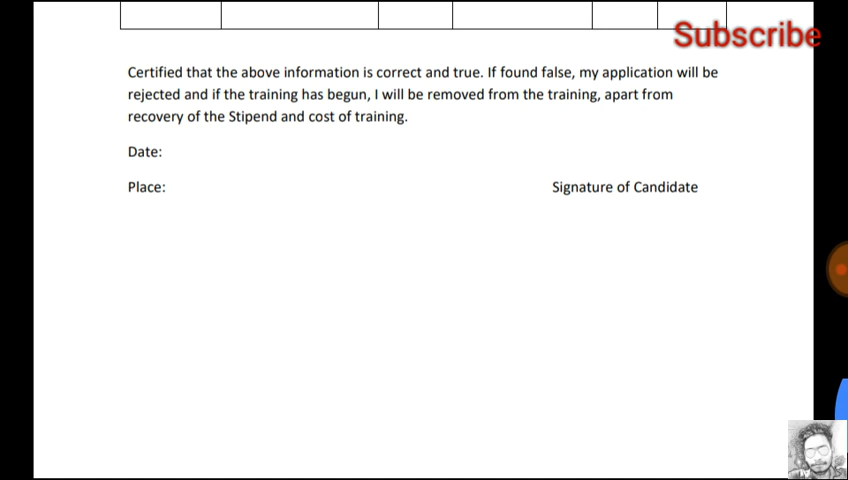 Subscribe
Certified that the above information is correct and true. If found false, my application will be
rejected and if the training has begun, I will be removed from the training, apart from
recovery of the Stipend and cost of training.
Date:
Place:
Signature of Candidate